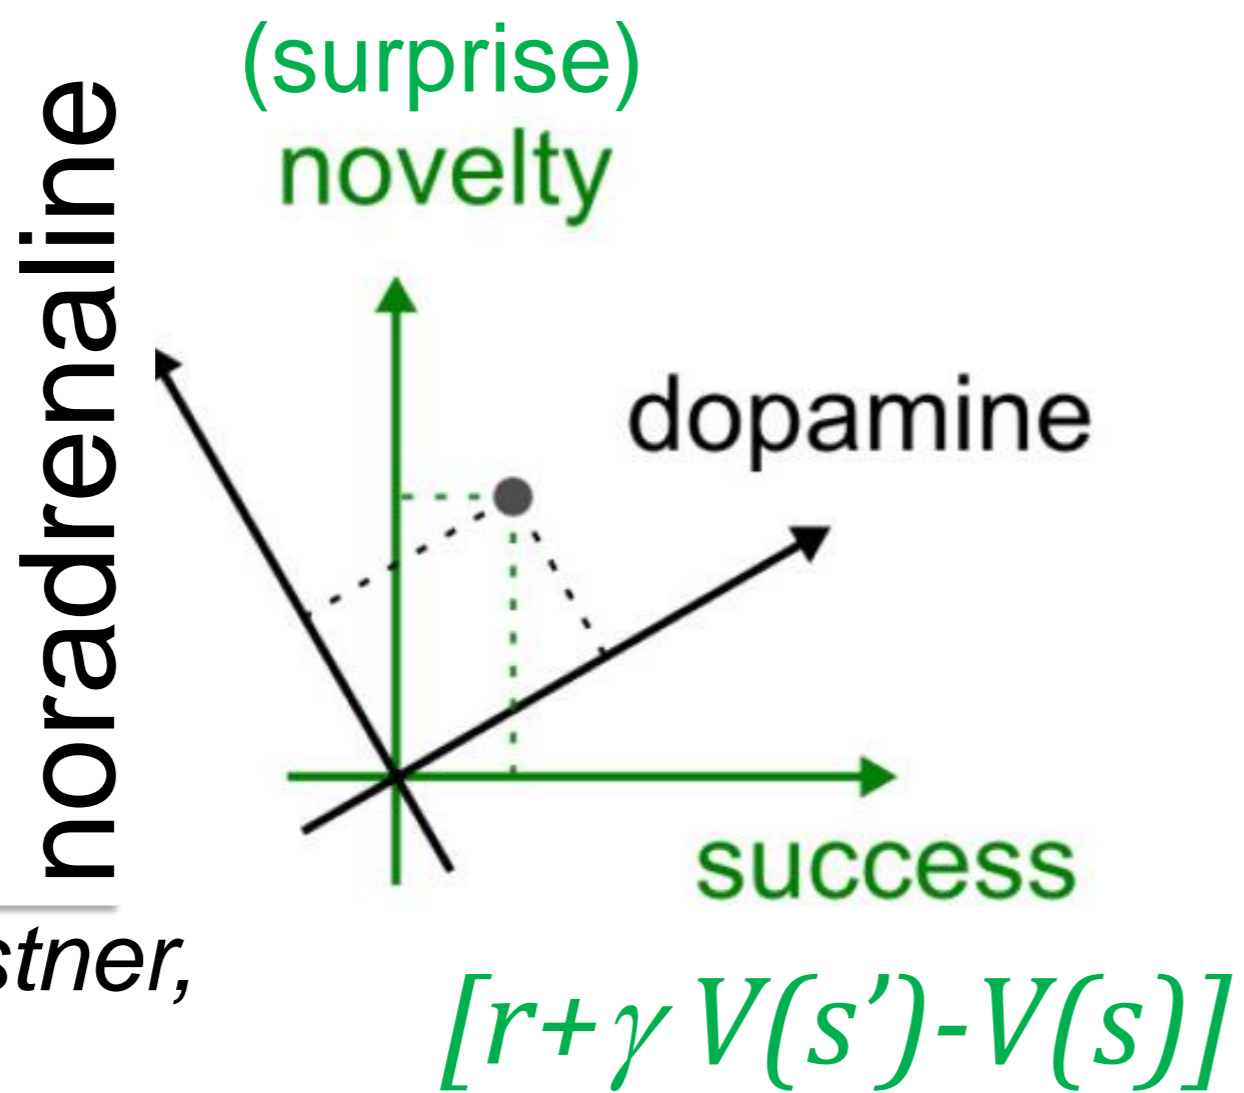 (surprise)
novelty
noradrenaline
dopamine
success
stner,
[r+γ V(s’)-V(s)]